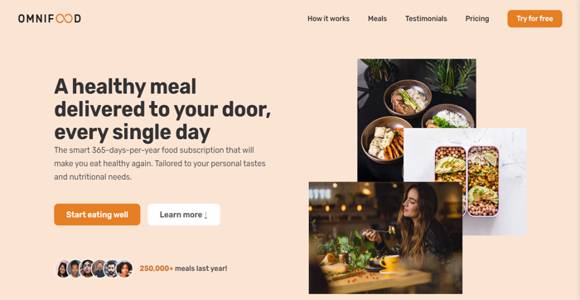 OMNIFOOD
How it works Meals Testimonials Pricing Try for free
A healthy meal
delivered to your door,
every single day
The smart 365-days-per-year food subscription that will
make you eat healthy again. Tailored to your personal tastes
and nutritional needs.
Start eating well Learn more ↓
250,000+ meals last year!